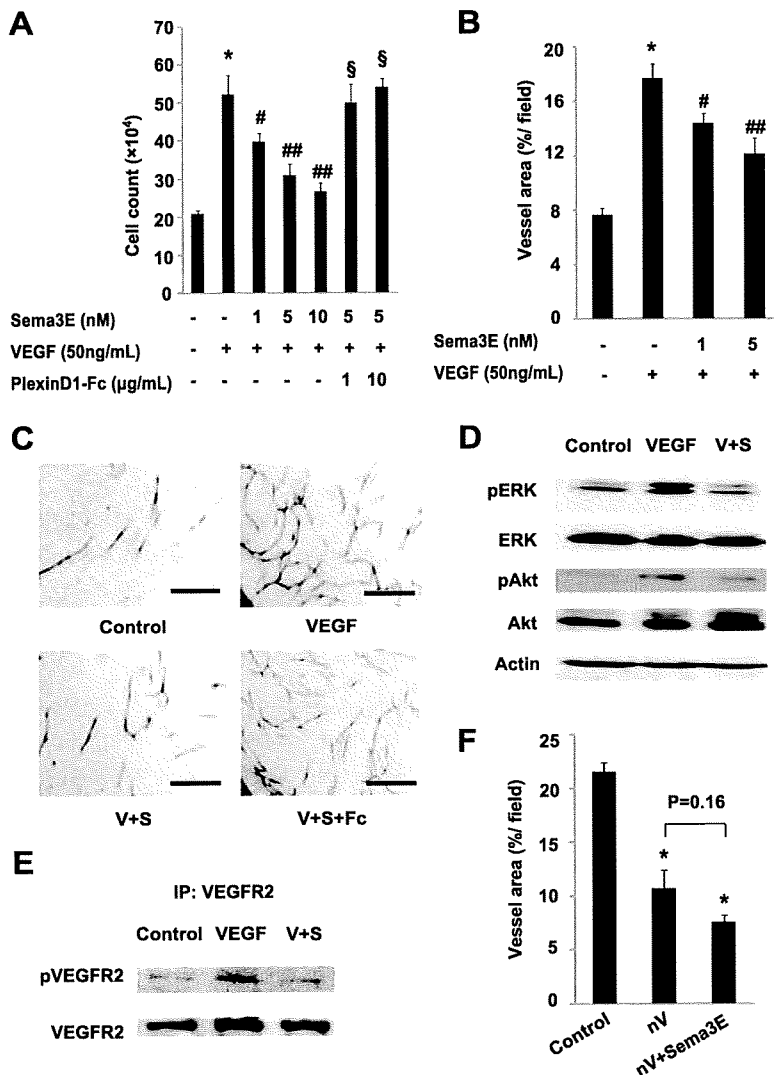 A
70
60
50
40
30
20
10
0
Cell count (×10⁴)
*
#
##
##
§
§
Sema3E (nM) - - 1 5 10 5 5
VEGF (50ng/mL) - + + + + + +
PlexinD1-Fc (µg/mL) - - - - - 1 10
B
20
16
12
8
4
0
Vessel area (%/ field)
*
#
##
Sema3E (nM) - - 1 5
VEGF (50ng/mL) - + + +
C
Control
VEGF
V+S
V+S+Fc
D
Control VEGF V+S
pERK
ERK
pAkt
Akt
Actin
E
IP: VEGFR2
Control VEGF V+S
pVEGFR2
VEGFR2
F
25
20
15
10
5
0
Vessel area (%/ field)
P=0.16
*
*
Control
nV
nV+Sema3E